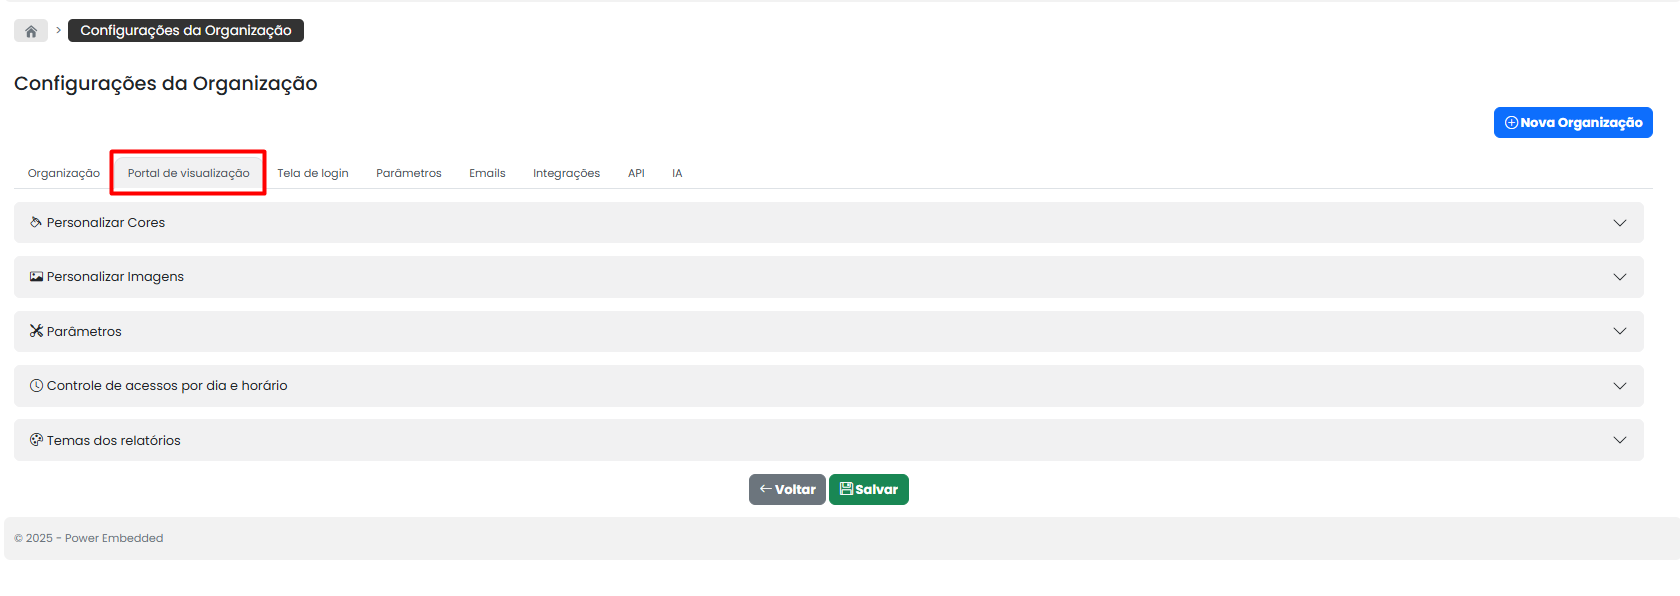 > Configurações da Organização
Configurações da Organização
Nova Organização
Organização Portal de visualização Tela de login Parâmetros Emails Integrações API IA
Personalizar Cores
Personalizar Imagens
Parâmetros
Controle de acessos por dia e horário
Temas dos relatórios
Voltar Salvar
© 2025 - Power Embedded